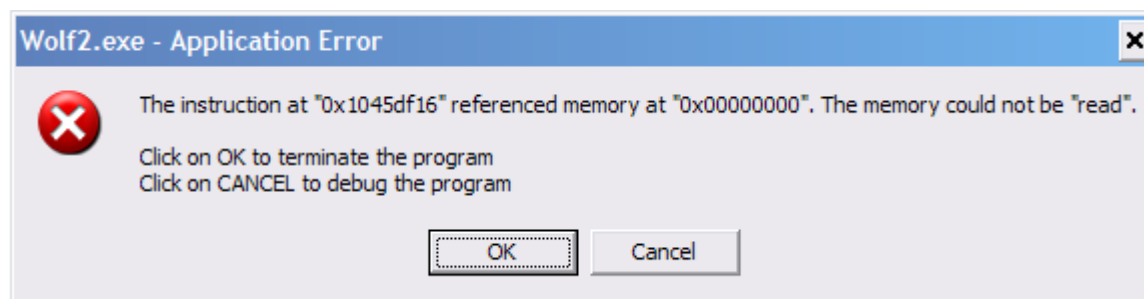 Wolf2.exe - Application Error
The instruction at "0x1045df16" referenced memory at "0x00000000". The memory could not be "read".
Click on OK to terminate the program
Click on CANCEL to debug the program
OK
Cancel